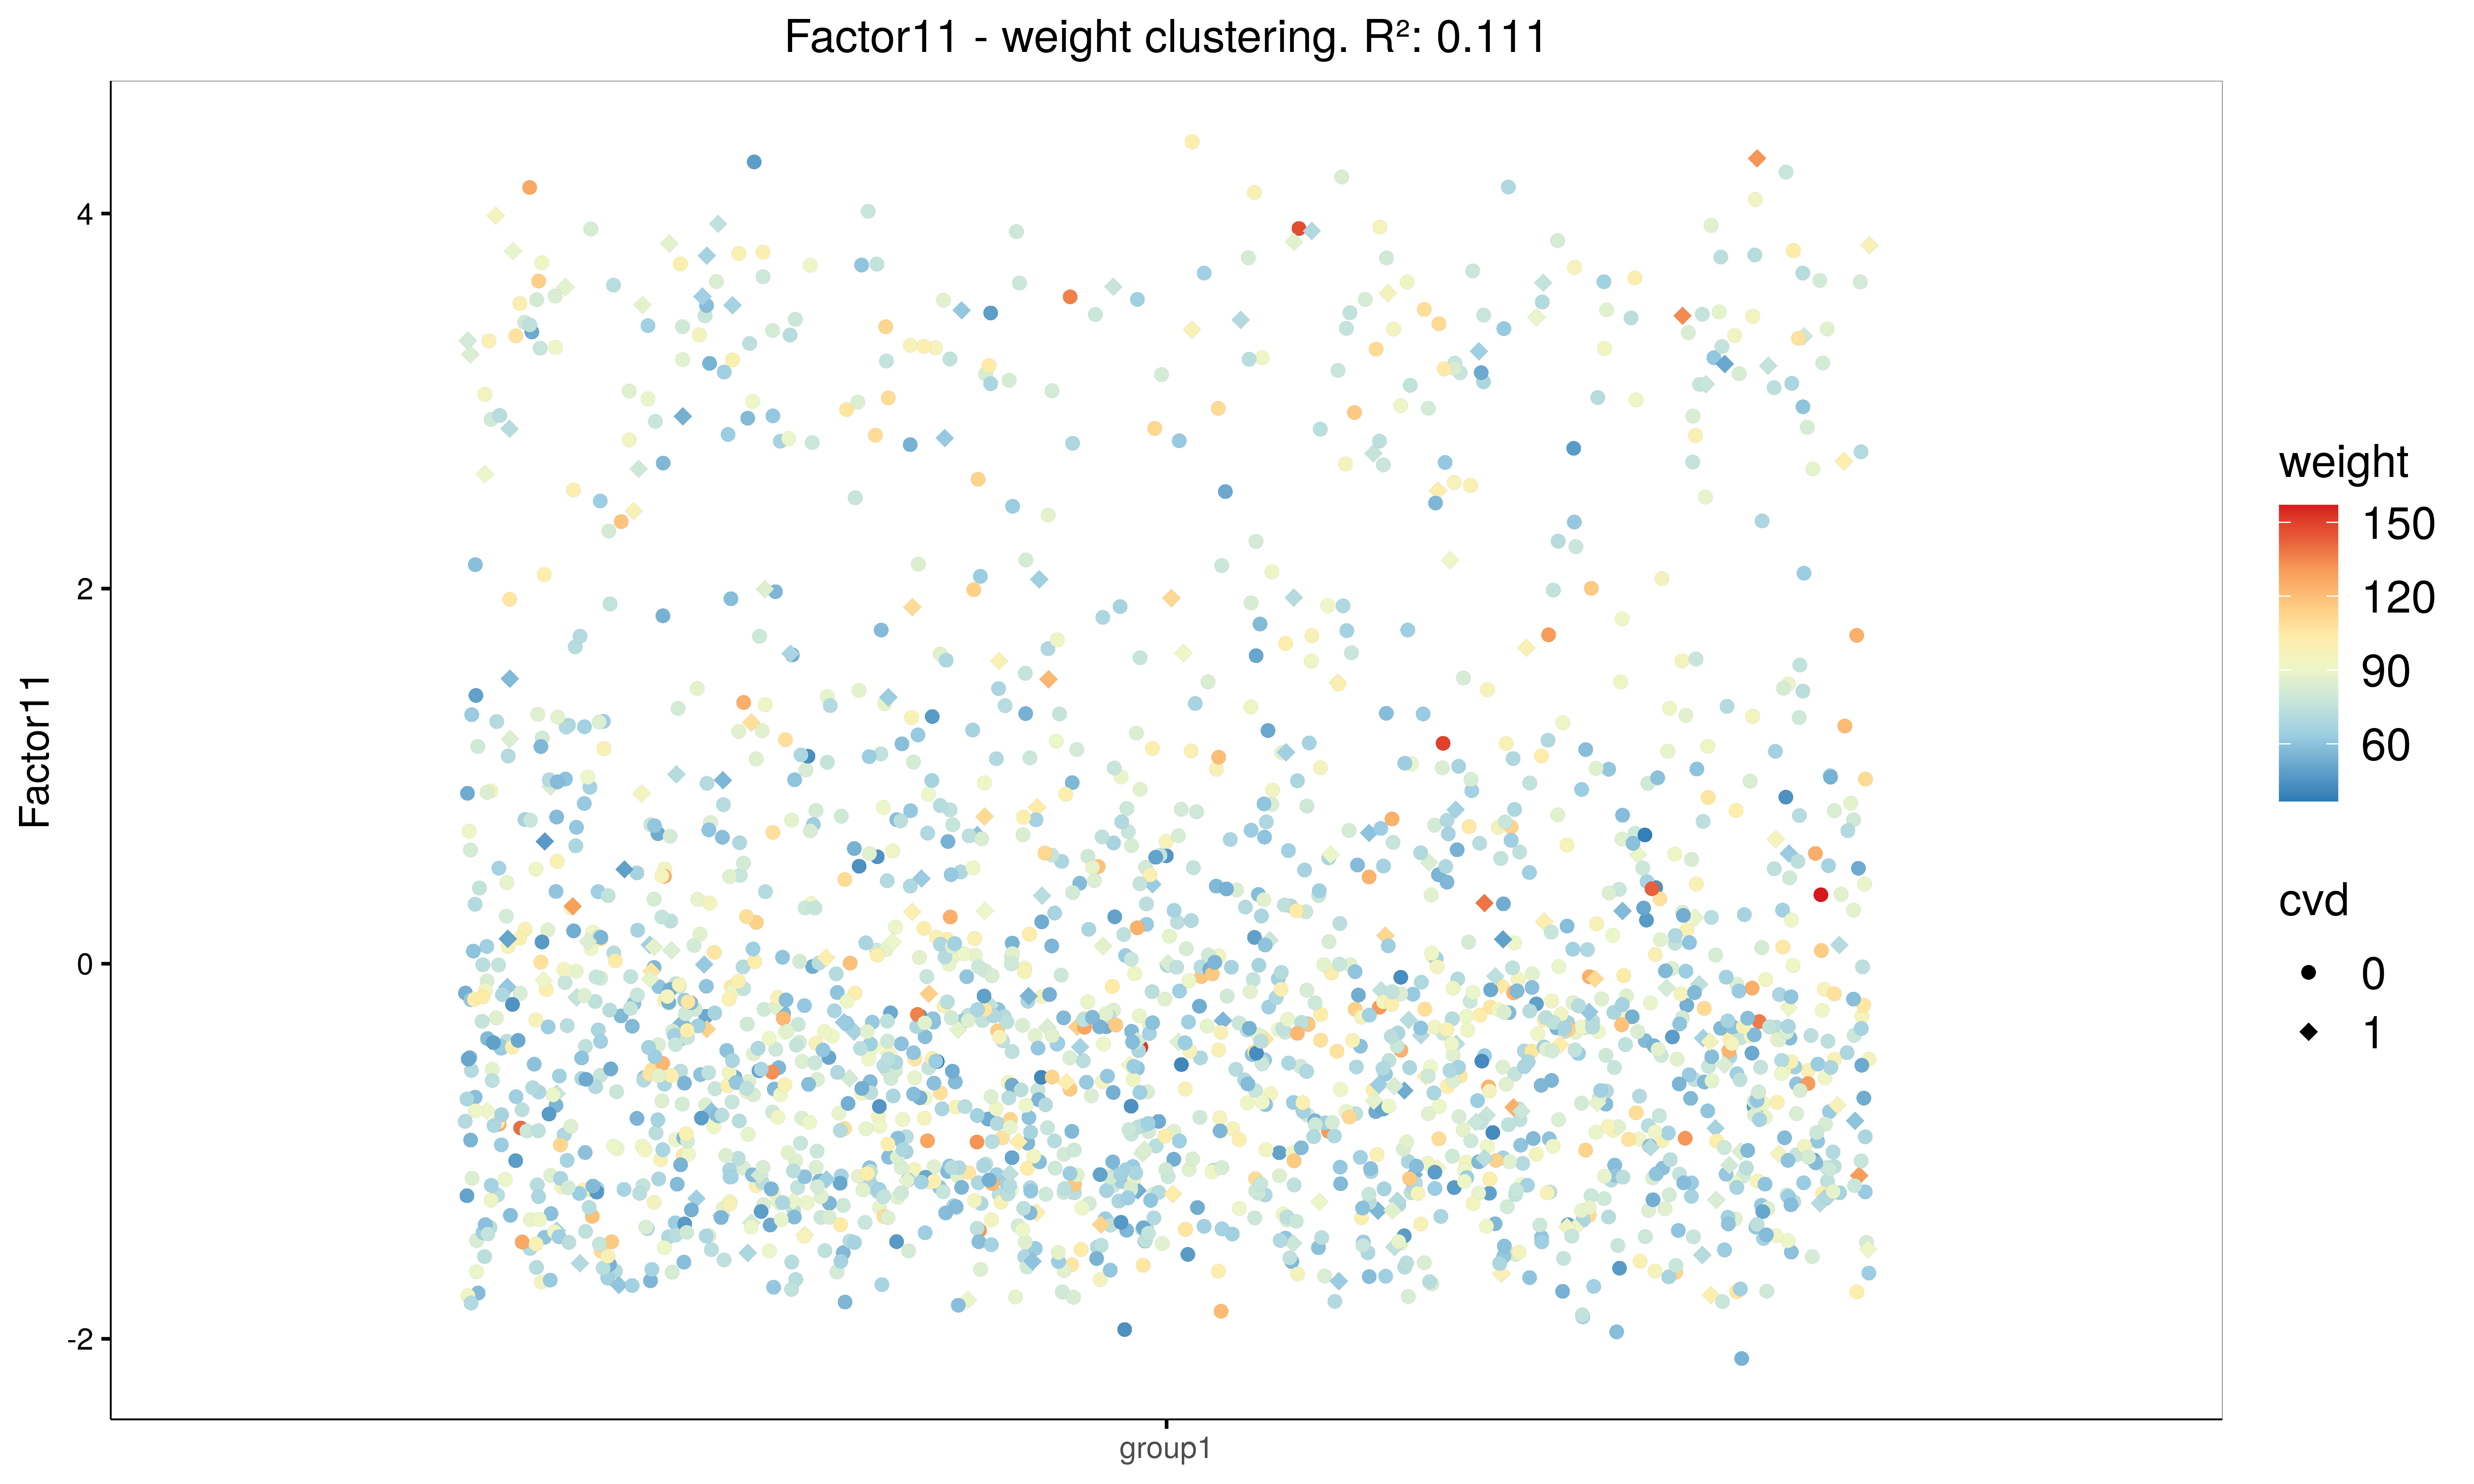 Factor11 - weight clustering. R²: 0.111
Factor11
4
2
0
-2
group1
weight
150
120
90
60
cvd
0
1